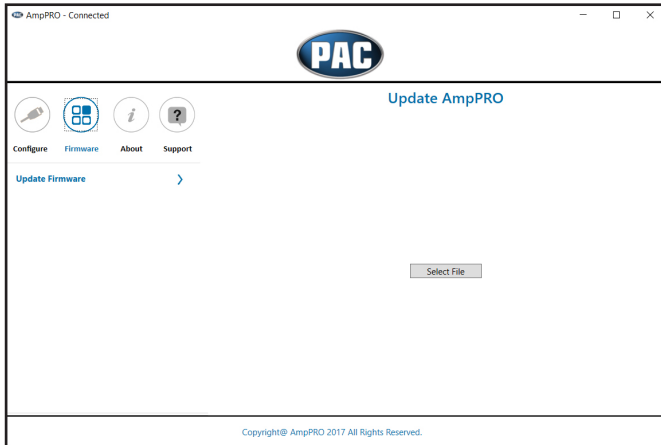 AmpPRO - Connected
PAC
Update AmpPRO
Configure Firmware About Support
Update Firmware
Select File
Copyright@ AmpPRO 2017 All Rights Reserved.